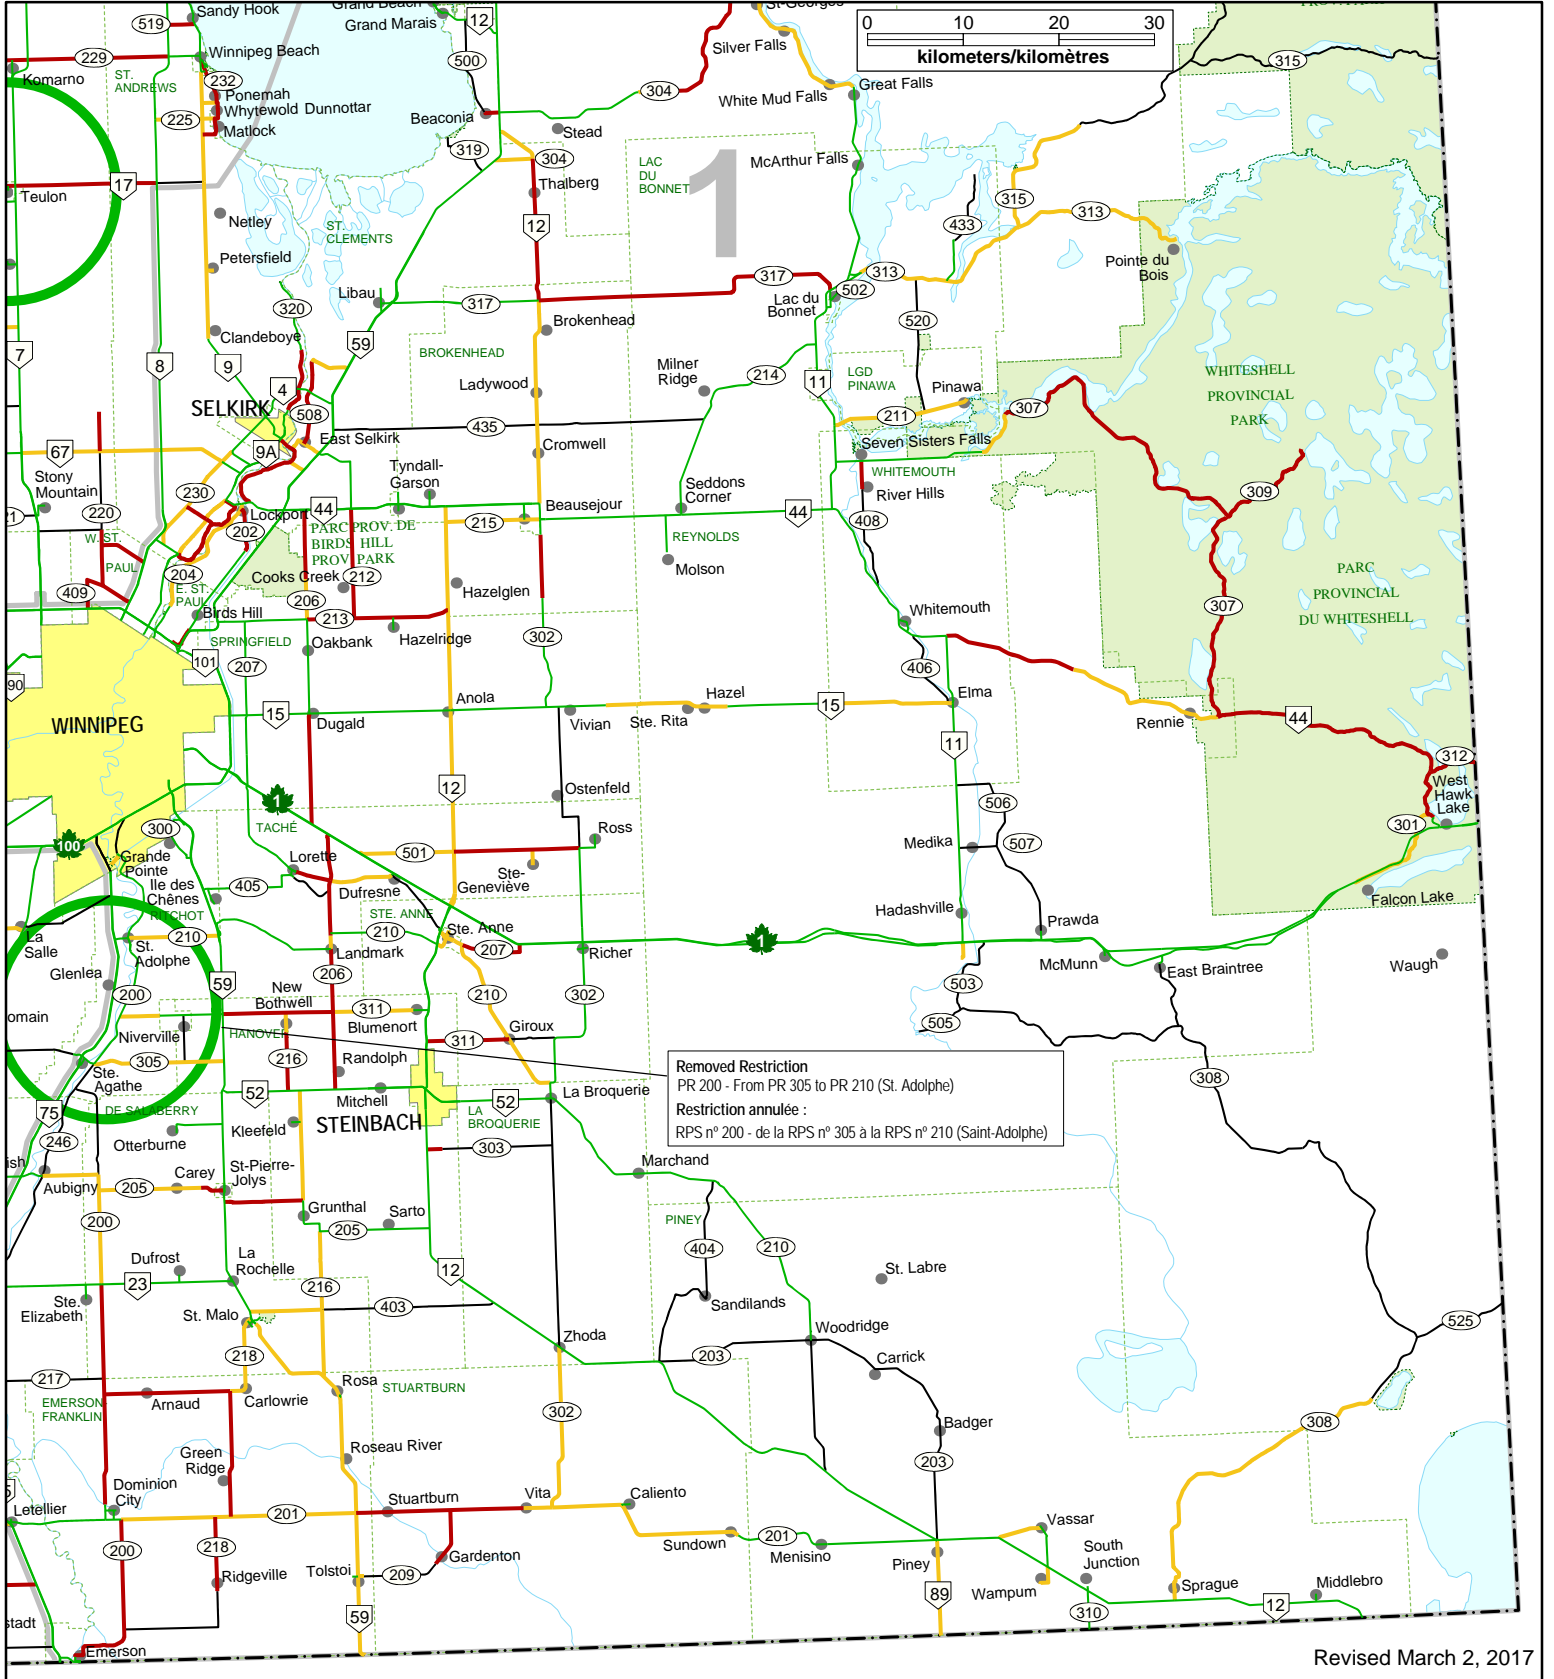 Sandy Hook
Grand Beach
Grand Marais
St-Georges
Silver Falls
0 10 20 30
kilometers/kilomètres
519
12
229
Winnipeg Beach
ST.
ANDREWS
Komarno
232
Ponemah
Whytewold Dunnottar
225
Matlock
500
304
Beaconia
Stead
White Mud Falls
Great Falls
315
319
304
LAC
DU
BONNET
1
McArthur Falls
17
Teulon
Thalberg
Netley
ST.
CLEMENTS
12
433
315
313
Petersfield
Pointe du
Bois
Libau
320
317
317
313
502
Lac du
Bonnet
Clandeboye
59
Brokenhead
520
7
8
9
BROKENHEAD
Milner
Ridge
214
LGD
PINAWA
11
Pinawa
WHITESHELL
PROVINCIAL
PARK
4
Ladywood
SELKIRK
508
211
307
East Selkirk
435
67
9A
Cromwell
Seven Sisters Falls
Stony
Mountain
Tyndall-
Garson
WHITEMOUTH
230
220
Seddons
Corner
River Hills
309
Lockport
44
Beausejour
44
202
PARC PROV. DE
BIRDS HILL
PROV. PARK
215
408
W. ST.
PAUL
REYNOLDS
Molson
204
Cooks Creek
212
Hazelglen
PARC
PROVINCIAL
DU WHITESHELL
409
E. ST.
PAUL
206
307
Birds Hill
213
Whitemouth
SPRINGFIELD
Oakbank
Hazelridge
302
101
207
406
90
Anola
Hazel
Elma
WINNIPEG
15
Dugald
Vivian
Ste. Rita
15
Rennie
44
11
312
12
Ostenfeld
West
Hawk
Lake
1
506
TACHÉ
300
Ross
301
100
Medika
507
Grande
Pointe
Lorette
501
Ile des
Chênes
405
Dufresne
Ste-
Geneviève
Falcon Lake
RITCHOT
STE. ANNE
Hadashville
Prawda
La
Salle
St.
Adolphe
210
210
Ste. Anne
207
1
Landmark
Richer
McMunn
East Braintree
Waugh
Glenlea
206
59
200
New
Bothwell
210
302
503
omain
311
Blumenort
505
Niverville
HANOVER
Giroux
311
305
216
Randolph
Removed Restriction
PR 200 - From PR 305 to PR 210 (St. Adolphe)
Restriction annulée :
RPS nº 200 - de la RPS nº 305 à la RPS nº 210 (Saint-Adolphe)
Ste.
Agathe
308
52
Mitchell
52
La Broquerie
75
DE SALABERRY
Kleefeld
STEINBACH
LA
BROQUERIE
246
Otterburne
303
ish
Aubigny
Carey
205
St-Pierre-
Jolys
Marchand
Grunthal
Sarto
200
205
PINEY
404
210
Dufrost
La
Rochelle
12
23
St. Labre
Ste.
Elizabeth
216
St. Malo
403
Sandilands
525
Woodridge
Zhoda
218
203
Carrick
217
Rosa
STUARTBURN
Arnaud
Carlowrie
EMERSON
FRANKLIN
302
308
Badger
Roseau River
Green
Ridge
203
Dominion
City
Stuartburn
Vita
Caliento
Letellier
201
Vassar
201
Sundown
Menisino
200
218
South
Junction
Gardenton
Piney
Ridgeville
Tolstoi
209
Wampum
Sprague
Middlebro
89
12
59
310
stadt
Emerson
Revised March 2, 2017